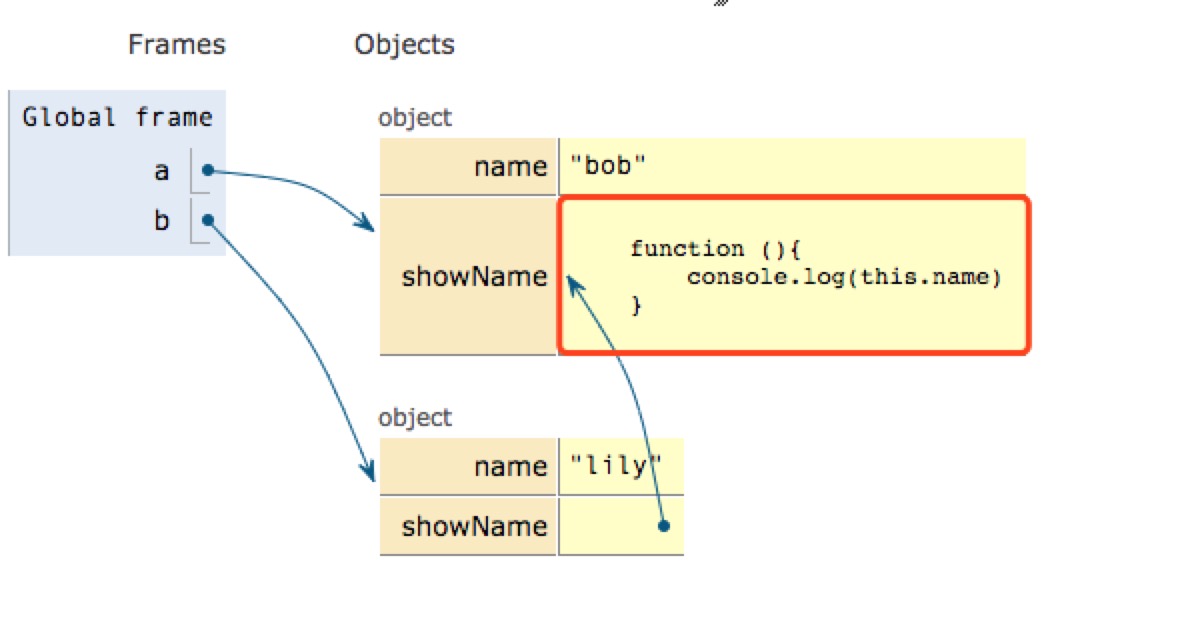 Frames Objects
Global frame
a
b
object
name "bob"
showName
function (){
console.log(this.name)
}
object
name "lily"
showName